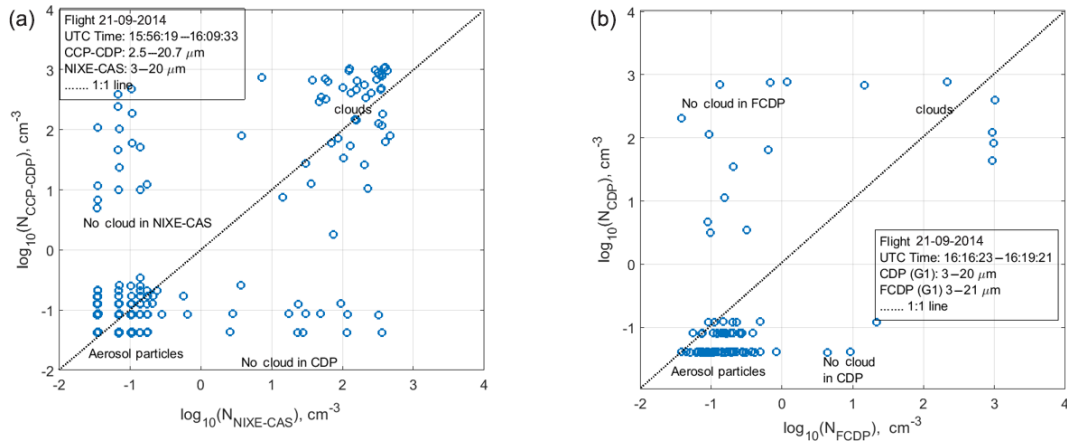 (a)
Flight 21-09-2014
UTC Time: 15:56:19−16:09:33
CCP-CDP: 2.5−20.7 μm
NIXE-CAS: 3−20 μm
....... 1:1 line
clouds
No cloud in NIXE-CAS
Aerosol particles
No cloud in CDP
4
3
2
1
0
-1
-2
-2
-1
0
1
2
3
4
log10(NCCP-CDP), cm-3
log10(NNIXE-CAS), cm-3
(b)
No cloud in FCDP
clouds
Flight 21-09-2014
UTC Time: 16:16:23−16:19:21
CDP (G1): 3−20 μm
FCDP (G1) 3−21 μm
....... 1:1 line
Aerosol particles
No cloud
in CDP
4
3
2
1
0
-1
-2
-2
-1
0
1
2
3
4
log10(NCDP), cm-3
log10(NFCDP), cm-3